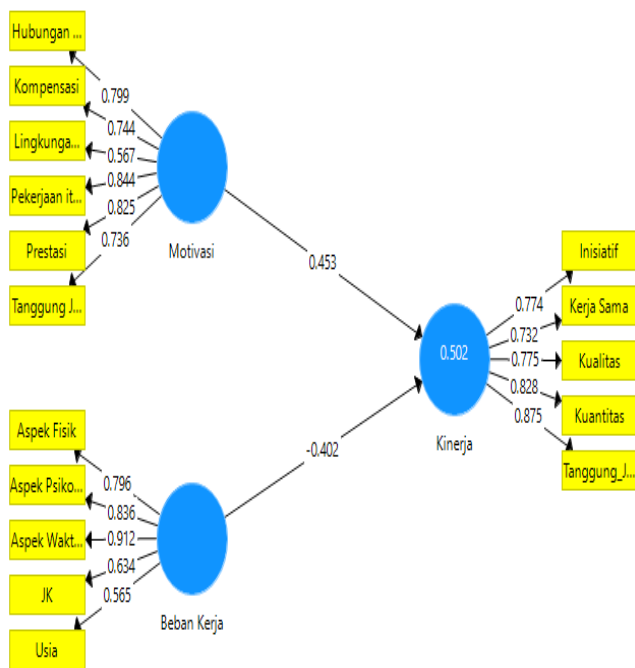 Hubungan ...
Kompensasi
Lingkunga...
Pekerjaan it...
Prestasi
Tanggung J...
0.799
0.744
0.567
0.844
0.825
0.736
Motivasi
0.453
Aspek Fisik
Aspek Psiko...
Aspek Wakt...
JK
Usia
0.796
0.836
0.912
0.634
0.565
Beban Kerja
-0.402
0.502
Kinerja
0.774
0.732
0.775
0.828
0.875
Inisiatif
Kerja Sama
Kualitas
Kuantitas
Tanggung_J...